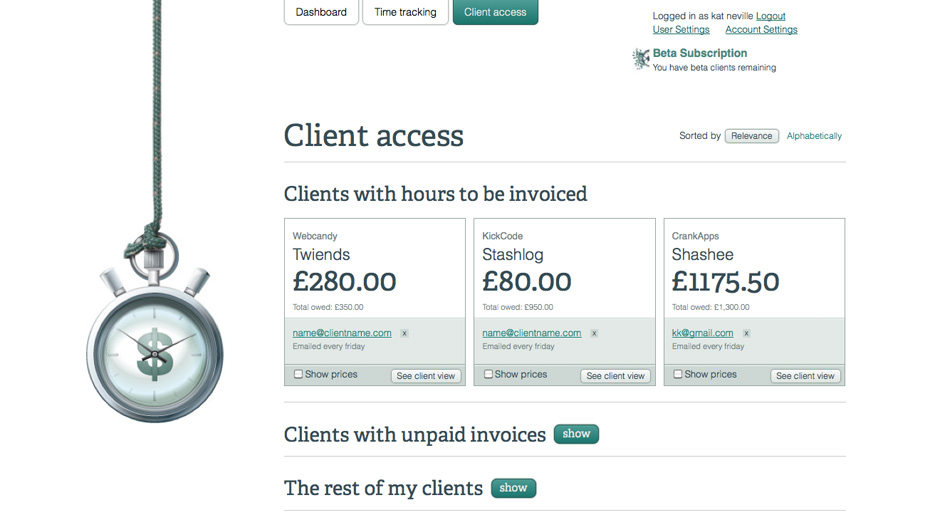 Dashboard
Time tracking
Client access
Logged in as kat neville Logout
User Settings
Account Settings
Beta Subscription
You have beta clients remaining
Client access
Sorted by Relevance Alphabetically
Clients with hours to be invoiced
Webcandy
Twiends
£280.00
Total owed: £350.00
name@clientname.com x
Emailed every friday
Show prices
See client view
KickCode
Stashlog
£80.00
Total owed: £950.00
name@clientname.com x
Emailed every friday
Show prices
See client view
CrankApps
Shashee
£1175.50
Total owed: £1,300.00
kk@gmail.com x
Emailed every friday
Show prices
See client view
$
Clients with unpaid invoices show
The rest of my clients show